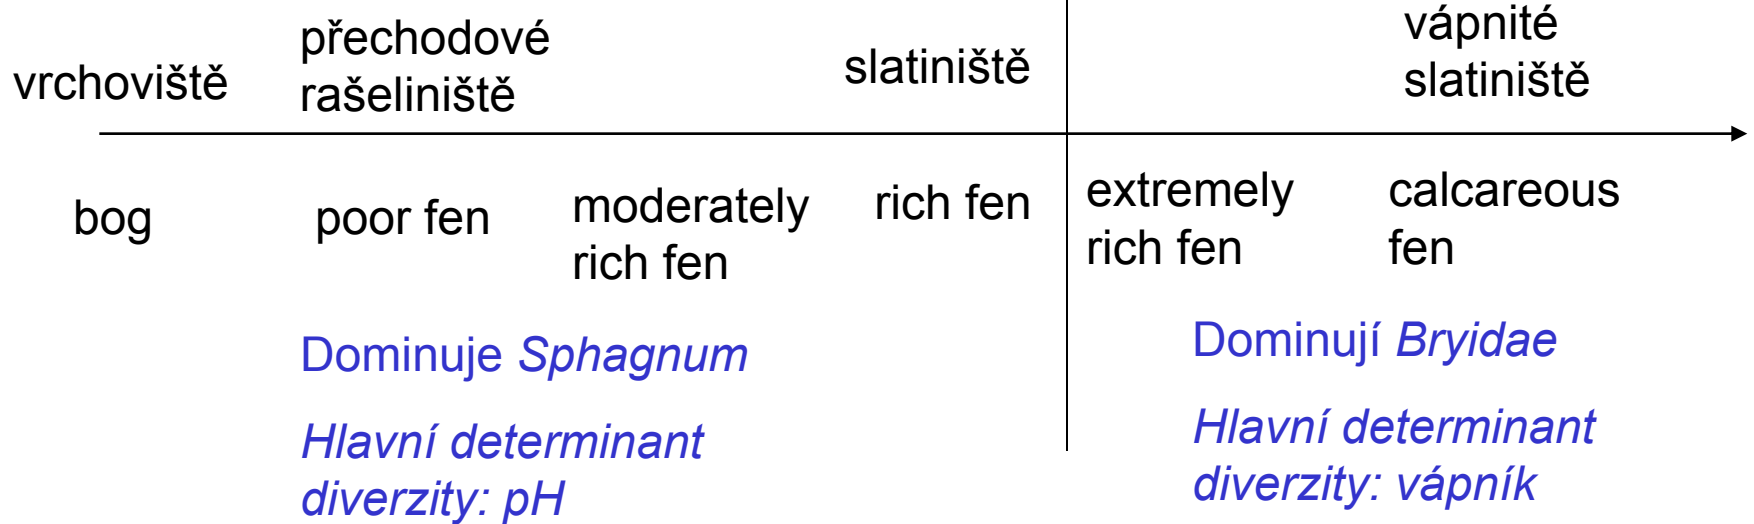 vrchoviště
přechodové
rašeliniště
slatiniště
vápnité
slatiniště
bog
poor fen
moderately
rich fen
rich fen
extremely
rich fen
calcareous
fen
Dominuje Sphagnum
Hlavní determinant
diverzity: pH
Dominují Bryidae
Hlavní determinant
diverzity: vápník